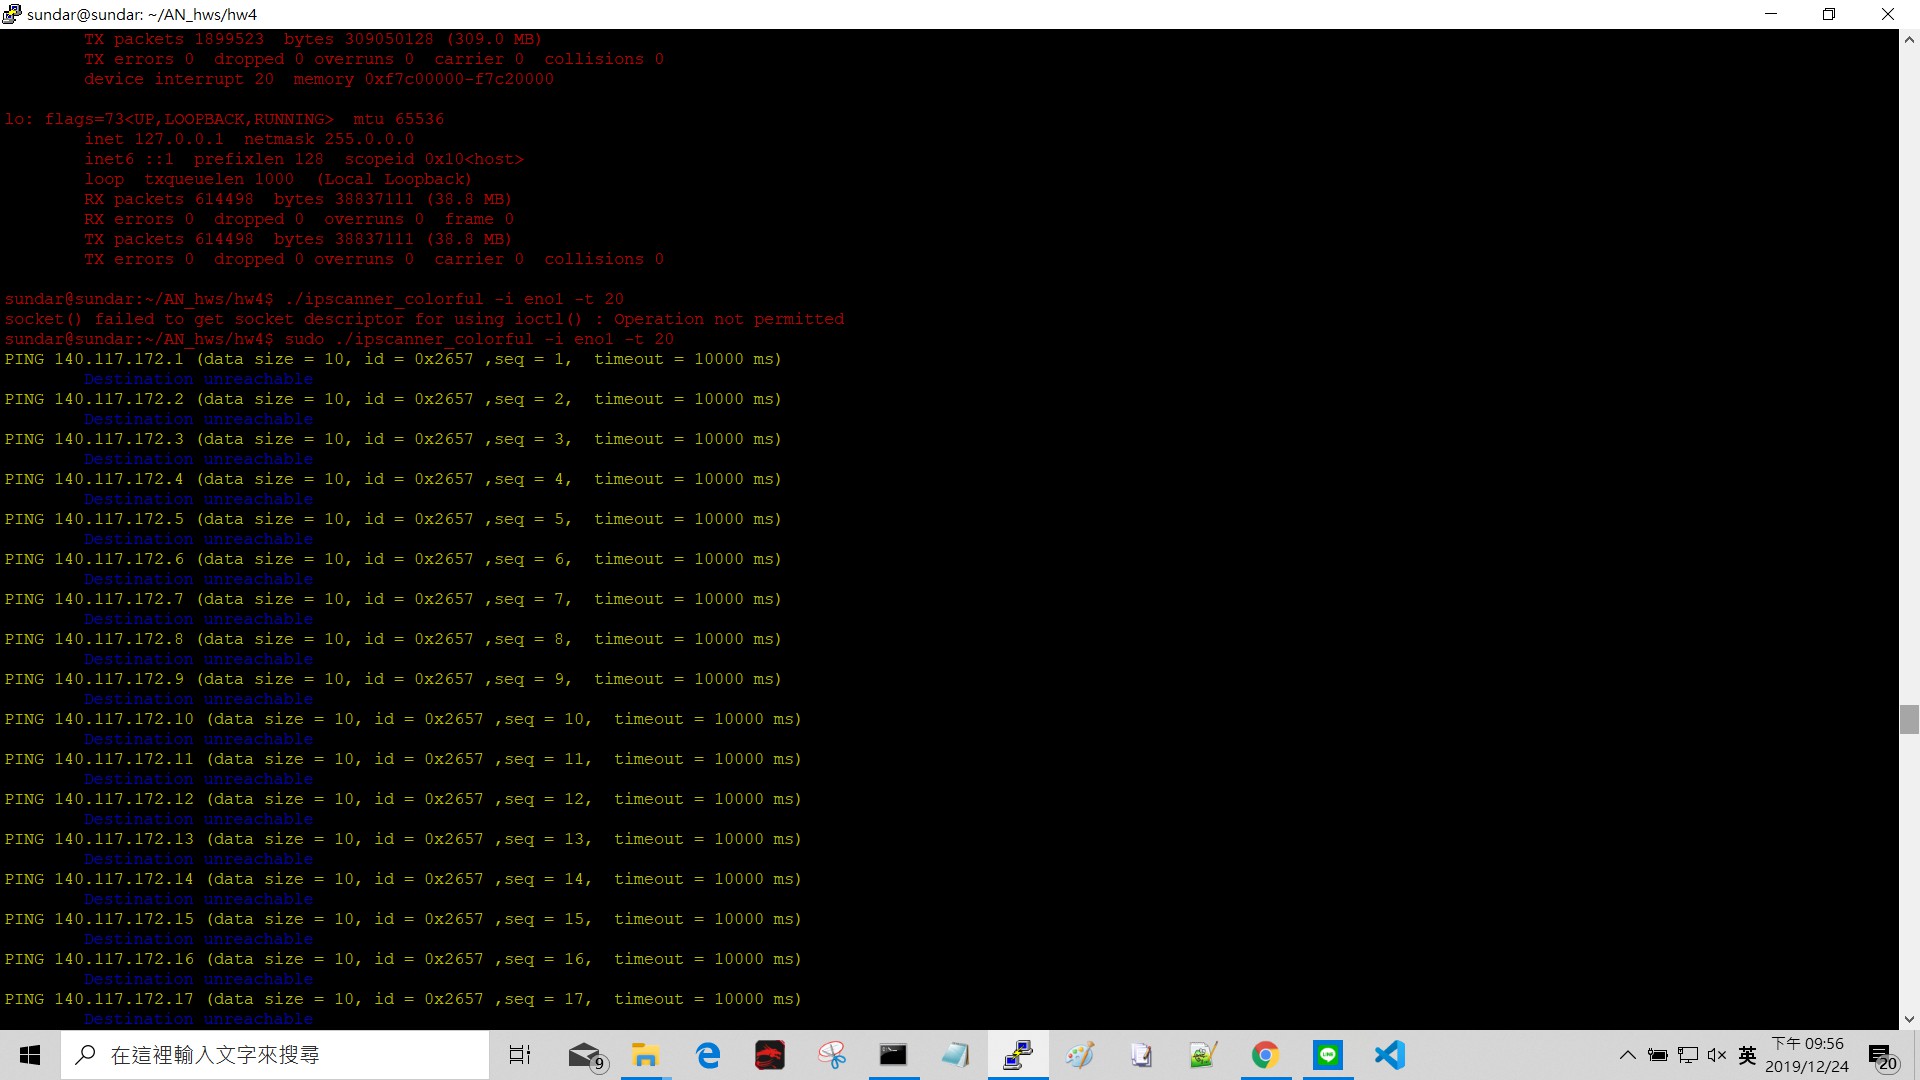 sundar@sundar: ~/AN_hws/hw4
TX packets 1899523  bytes 309050128 (309.0 MB)
TX errors 0  dropped 0 overruns 0  carrier 0  collisions 0
device interrupt 20  memory 0xf7c00000-f7c20000
lo: flags=73<UP,LOOPBACK,RUNNING>  mtu 65536
inet 127.0.0.1  netmask 255.0.0.0
inet6 ::1  prefixlen 128  scopeid 0x10<host>
loop  txqueuelen 1000  (Local Loopback)
RX packets 614498  bytes 38837111 (38.8 MB)
RX errors 0  dropped 0  overruns 0  frame 0
TX packets 614498  bytes 38837111 (38.8 MB)
TX errors 0  dropped 0 overruns 0  carrier 0  collisions 0
sundar@sundar:~/AN_hws/hw4$ ./ipscanner_colorful -i eno1 -t 20
socket() failed to get socket descriptor for using ioctl() : Operation not permitted
sundar@sundar:~/AN_hws/hw4$ sudo ./ipscanner_colorful -i eno1 -t 20
PING 140.117.172.1 (data size = 10, id = 0x2657 ,seq = 1,  timeout = 10000 ms)
Destination unreachable
PING 140.117.172.2 (data size = 10, id = 0x2657 ,seq = 2,  timeout = 10000 ms)
Destination unreachable
PING 140.117.172.3 (data size = 10, id = 0x2657 ,seq = 3,  timeout = 10000 ms)
Destination unreachable
PING 140.117.172.4 (data size = 10, id = 0x2657 ,seq = 4,  timeout = 10000 ms)
Destination unreachable
PING 140.117.172.5 (data size = 10, id = 0x2657 ,seq = 5,  timeout = 10000 ms)
Destination unreachable
PING 140.117.172.6 (data size = 10, id = 0x2657 ,seq = 6,  timeout = 10000 ms)
Destination unreachable
PING 140.117.172.7 (data size = 10, id = 0x2657 ,seq = 7,  timeout = 10000 ms)
Destination unreachable
PING 140.117.172.8 (data size = 10, id = 0x2657 ,seq = 8,  timeout = 10000 ms)
Destination unreachable
PING 140.117.172.9 (data size = 10, id = 0x2657 ,seq = 9,  timeout = 10000 ms)
Destination unreachable
PING 140.117.172.10 (data size = 10, id = 0x2657 ,seq = 10,  timeout = 10000 ms)
Destination unreachable
PING 140.117.172.11 (data size = 10, id = 0x2657 ,seq = 11,  timeout = 10000 ms)
Destination unreachable
PING 140.117.172.12 (data size = 10, id = 0x2657 ,seq = 12,  timeout = 10000 ms)
Destination unreachable
PING 140.117.172.13 (data size = 10, id = 0x2657 ,seq = 13,  timeout = 10000 ms)
Destination unreachable
PING 140.117.172.14 (data size = 10, id = 0x2657 ,seq = 14,  timeout = 10000 ms)
Destination unreachable
PING 140.117.172.15 (data size = 10, id = 0x2657 ,seq = 15,  timeout = 10000 ms)
Destination unreachable
PING 140.117.172.16 (data size = 10, id = 0x2657 ,seq = 16,  timeout = 10000 ms)
Destination unreachable
PING 140.117.172.17 (data size = 10, id = 0x2657 ,seq = 17,  timeout = 10000 ms)
Destination unreachable
在這裡輸入文字來搜尋
9
LINE
英
下午 09:56
2019/12/24
20